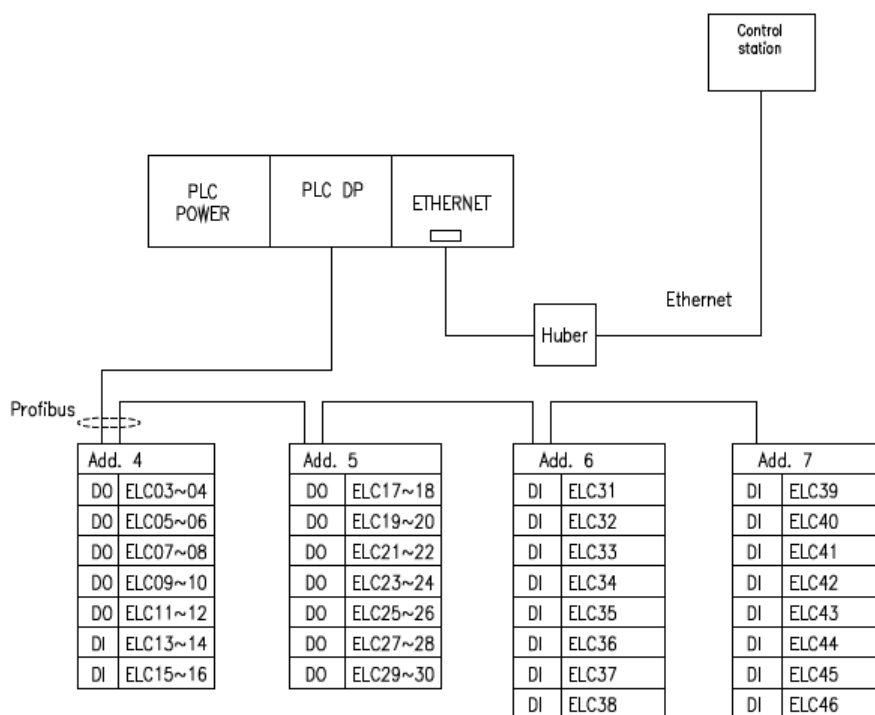 Control
station
PLC
POWER
PLC DP
ETHERNET
Ethernet
Huber
Profibus
Add. 4
DO ELC03~04
DO ELC05~06
DO ELC07~08
DO ELC09~10
DO ELC11~12
DI ELC13~14
DI ELC15~16
Add. 5
DO ELC17~18
DO ELC19~20
DO ELC21~22
DO ELC23~24
DO ELC25~26
DO ELC27~28
DO ELC29~30
Add. 6
DI ELC31
DI ELC32
DI ELC33
DI ELC34
DI ELC35
DI ELC36
DI ELC37
DI ELC38
Add. 7
DI ELC39
DI ELC40
DI ELC41
DI ELC42
DI ELC43
DI ELC44
DI ELC45
DI ELC46